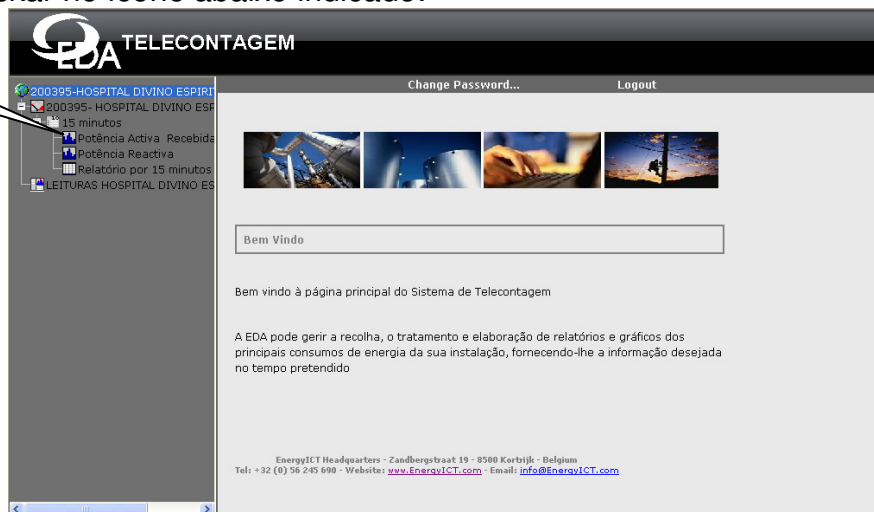 no ícone abaixo indicado.
EDA TELECONTAGEM
Change Password... Logout
200395-HOSPITAL DIVINO ESPIRI
200395- HOSPITAL DIVINO ESP
15 minutos
Potência Activa Recebida
Potência Reactiva
Relatório por 15 minutos
LEITURAS HOSPITAL DIVINO ES
Bem Vindo
Bem vindo à página principal do Sistema de Telecontagem
A EDA pode gerir a recolha, o tratamento e elaboração de relatórios e gráficos dos
principais consumos de energia da sua instalação, fornecendo-lhe a informação desejada
no tempo pretendido
EnergyICT Headquarters - Zandbergstraat 19 - 8500 Kortrijk - Belgium
Tel: +32 (0) 56 245 690 - Website: www.EnergyICT.com - Email: info@EnergyICT.com